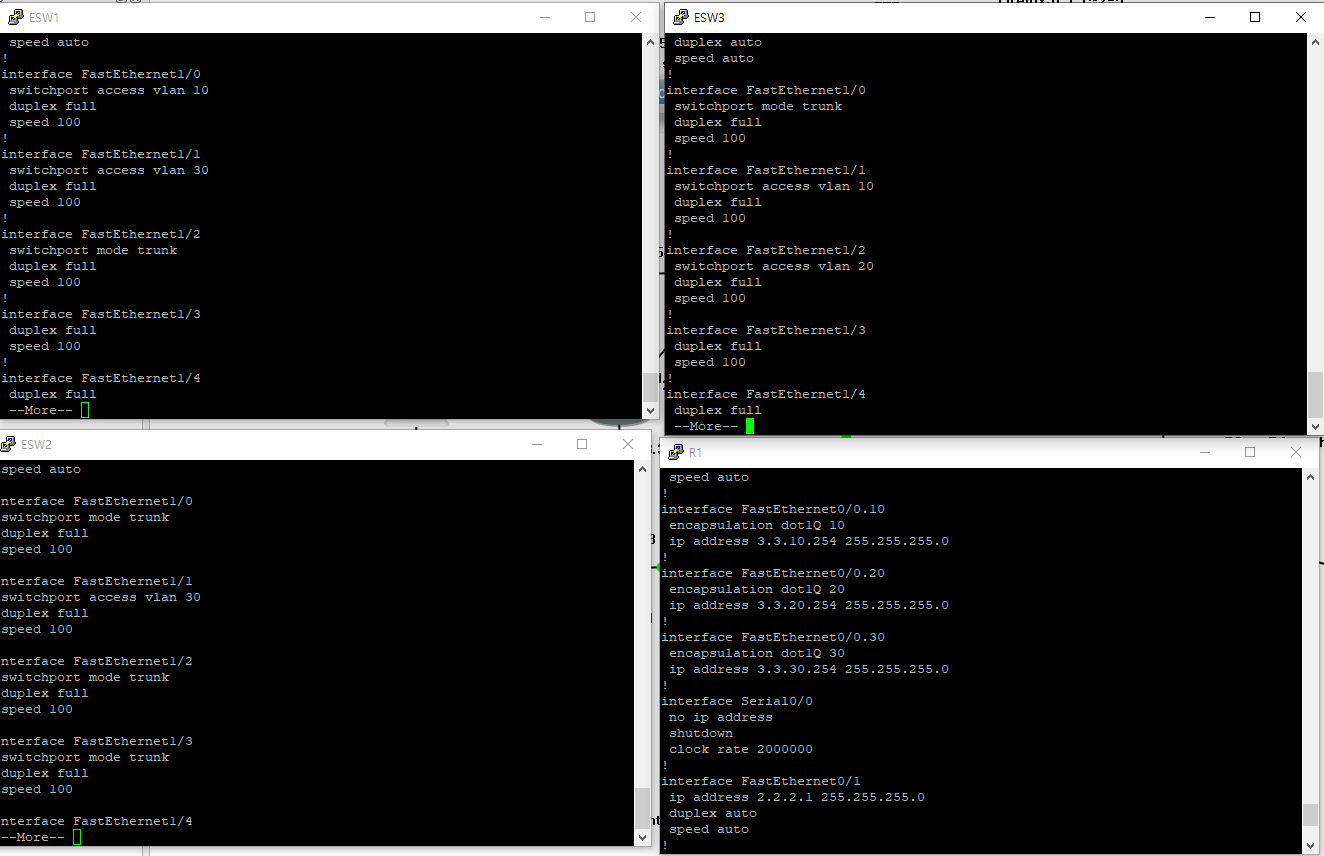 ESW1
speed auto
!
interface FastEthernet1/0
switchport access vlan 10
duplex full
speed 100
!
interface FastEthernet1/1
switchport access vlan 30
duplex full
speed 100
!
interface FastEthernet1/2
switchport mode trunk
duplex full
speed 100
!
interface FastEthernet1/3
duplex full
speed 100
!
interface FastEthernet1/4
duplex full
--More--
ESW3
duplex auto
speed auto
!
interface FastEthernet1/0
switchport mode trunk
duplex full
speed 100
!
interface FastEthernet1/1
switchport access vlan 10
duplex full
speed 100
!
interface FastEthernet1/2
switchport access vlan 20
duplex full
speed 100
!
interface FastEthernet1/3
duplex full
speed 100
!
interface FastEthernet1/4
duplex full
--More--
ESW2
speed auto
nterface FastEthernet1/0
switchport mode trunk
duplex full
speed 100
nterface FastEthernet1/1
switchport access vlan 30
duplex full
speed 100
nterface FastEthernet1/2
switchport mode trunk
duplex full
speed 100
nterface FastEthernet1/3
switchport mode trunk
duplex full
speed 100
nterface FastEthernet1/4
--More--
R1
speed auto
!
interface FastEthernet0/0.10
encapsulation dot1Q 10
ip address 3.3.10.254 255.255.255.0
!
interface FastEthernet0/0.20
encapsulation dot1Q 20
ip address 3.3.20.254 255.255.255.0
!
interface FastEthernet0/0.30
encapsulation dot1Q 30
ip address 3.3.30.254 255.255.255.0
!
interface Serial0/0
no ip address
shutdown
clock rate 2000000
!
interface FastEthernet0/1
ip address 2.2.2.1 255.255.255.0
duplex auto
speed auto
!